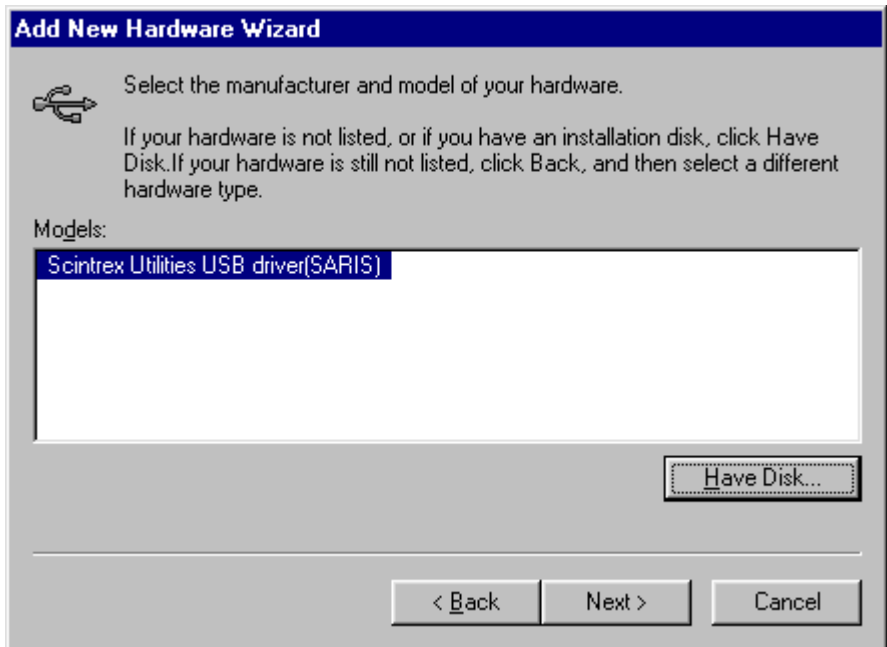 Add New Hardware Wizard
Select the manufacturer and model of your hardware.
If your hardware is not listed, or if you have an installation disk, click Have
Disk.If your hardware is still not listed, click Back, and then select a different
hardware type.
Models:
Scintrex Utilities USB driver(SARIS)
Have Disk...
< Back
Next >
Cancel